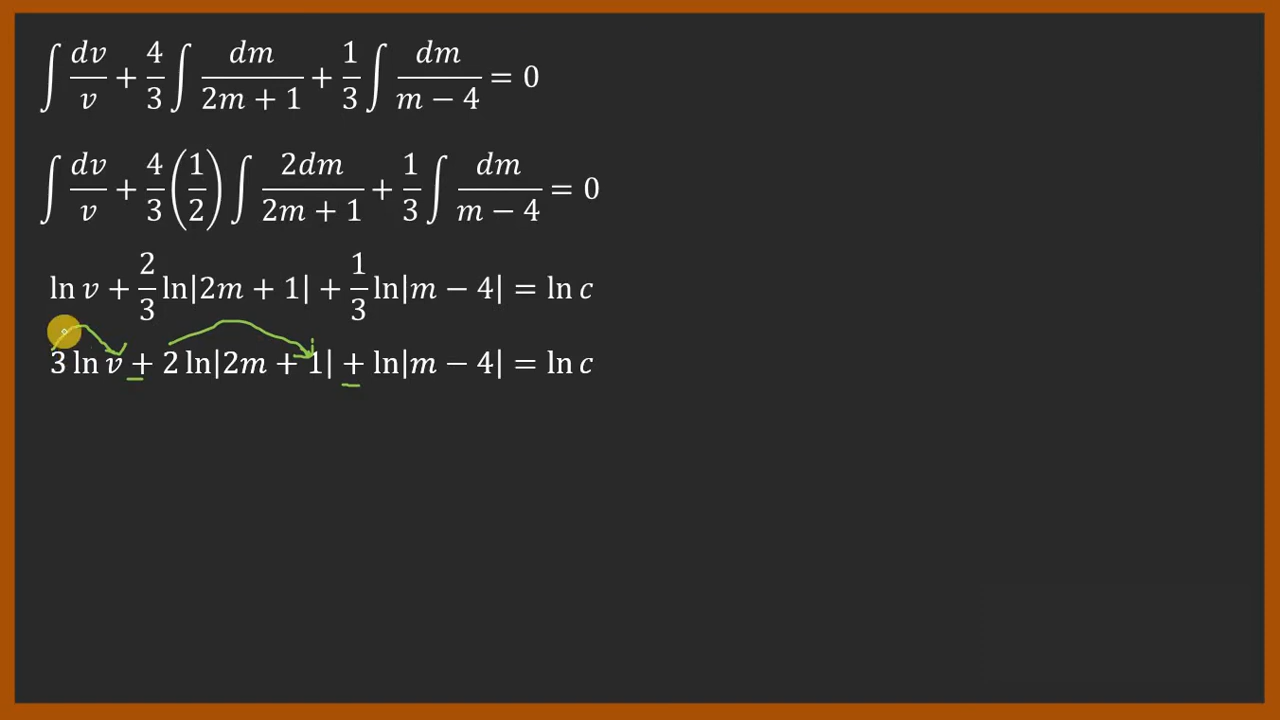 ∫ dv/v + 4/3 ∫ dm/(2m + 1) + 1/3 ∫ dm/(m − 4) = 0
∫ dv/v + 4/3 (1/2) ∫ 2dm/(2m + 1) + 1/3 ∫ dm/(m − 4) = 0
ln v + 2/3 ln|2m + 1| + 1/3 ln|m − 4| = ln c
3 ln v + 2 ln|2m + 1| + ln|m − 4| = ln c